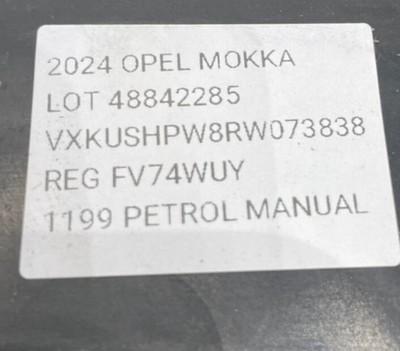 2024 OPEL MOKKA
LOT 48842285
VXKUSHPW8RW073838
REG FV74WUY
1199 PETROL MANUAL